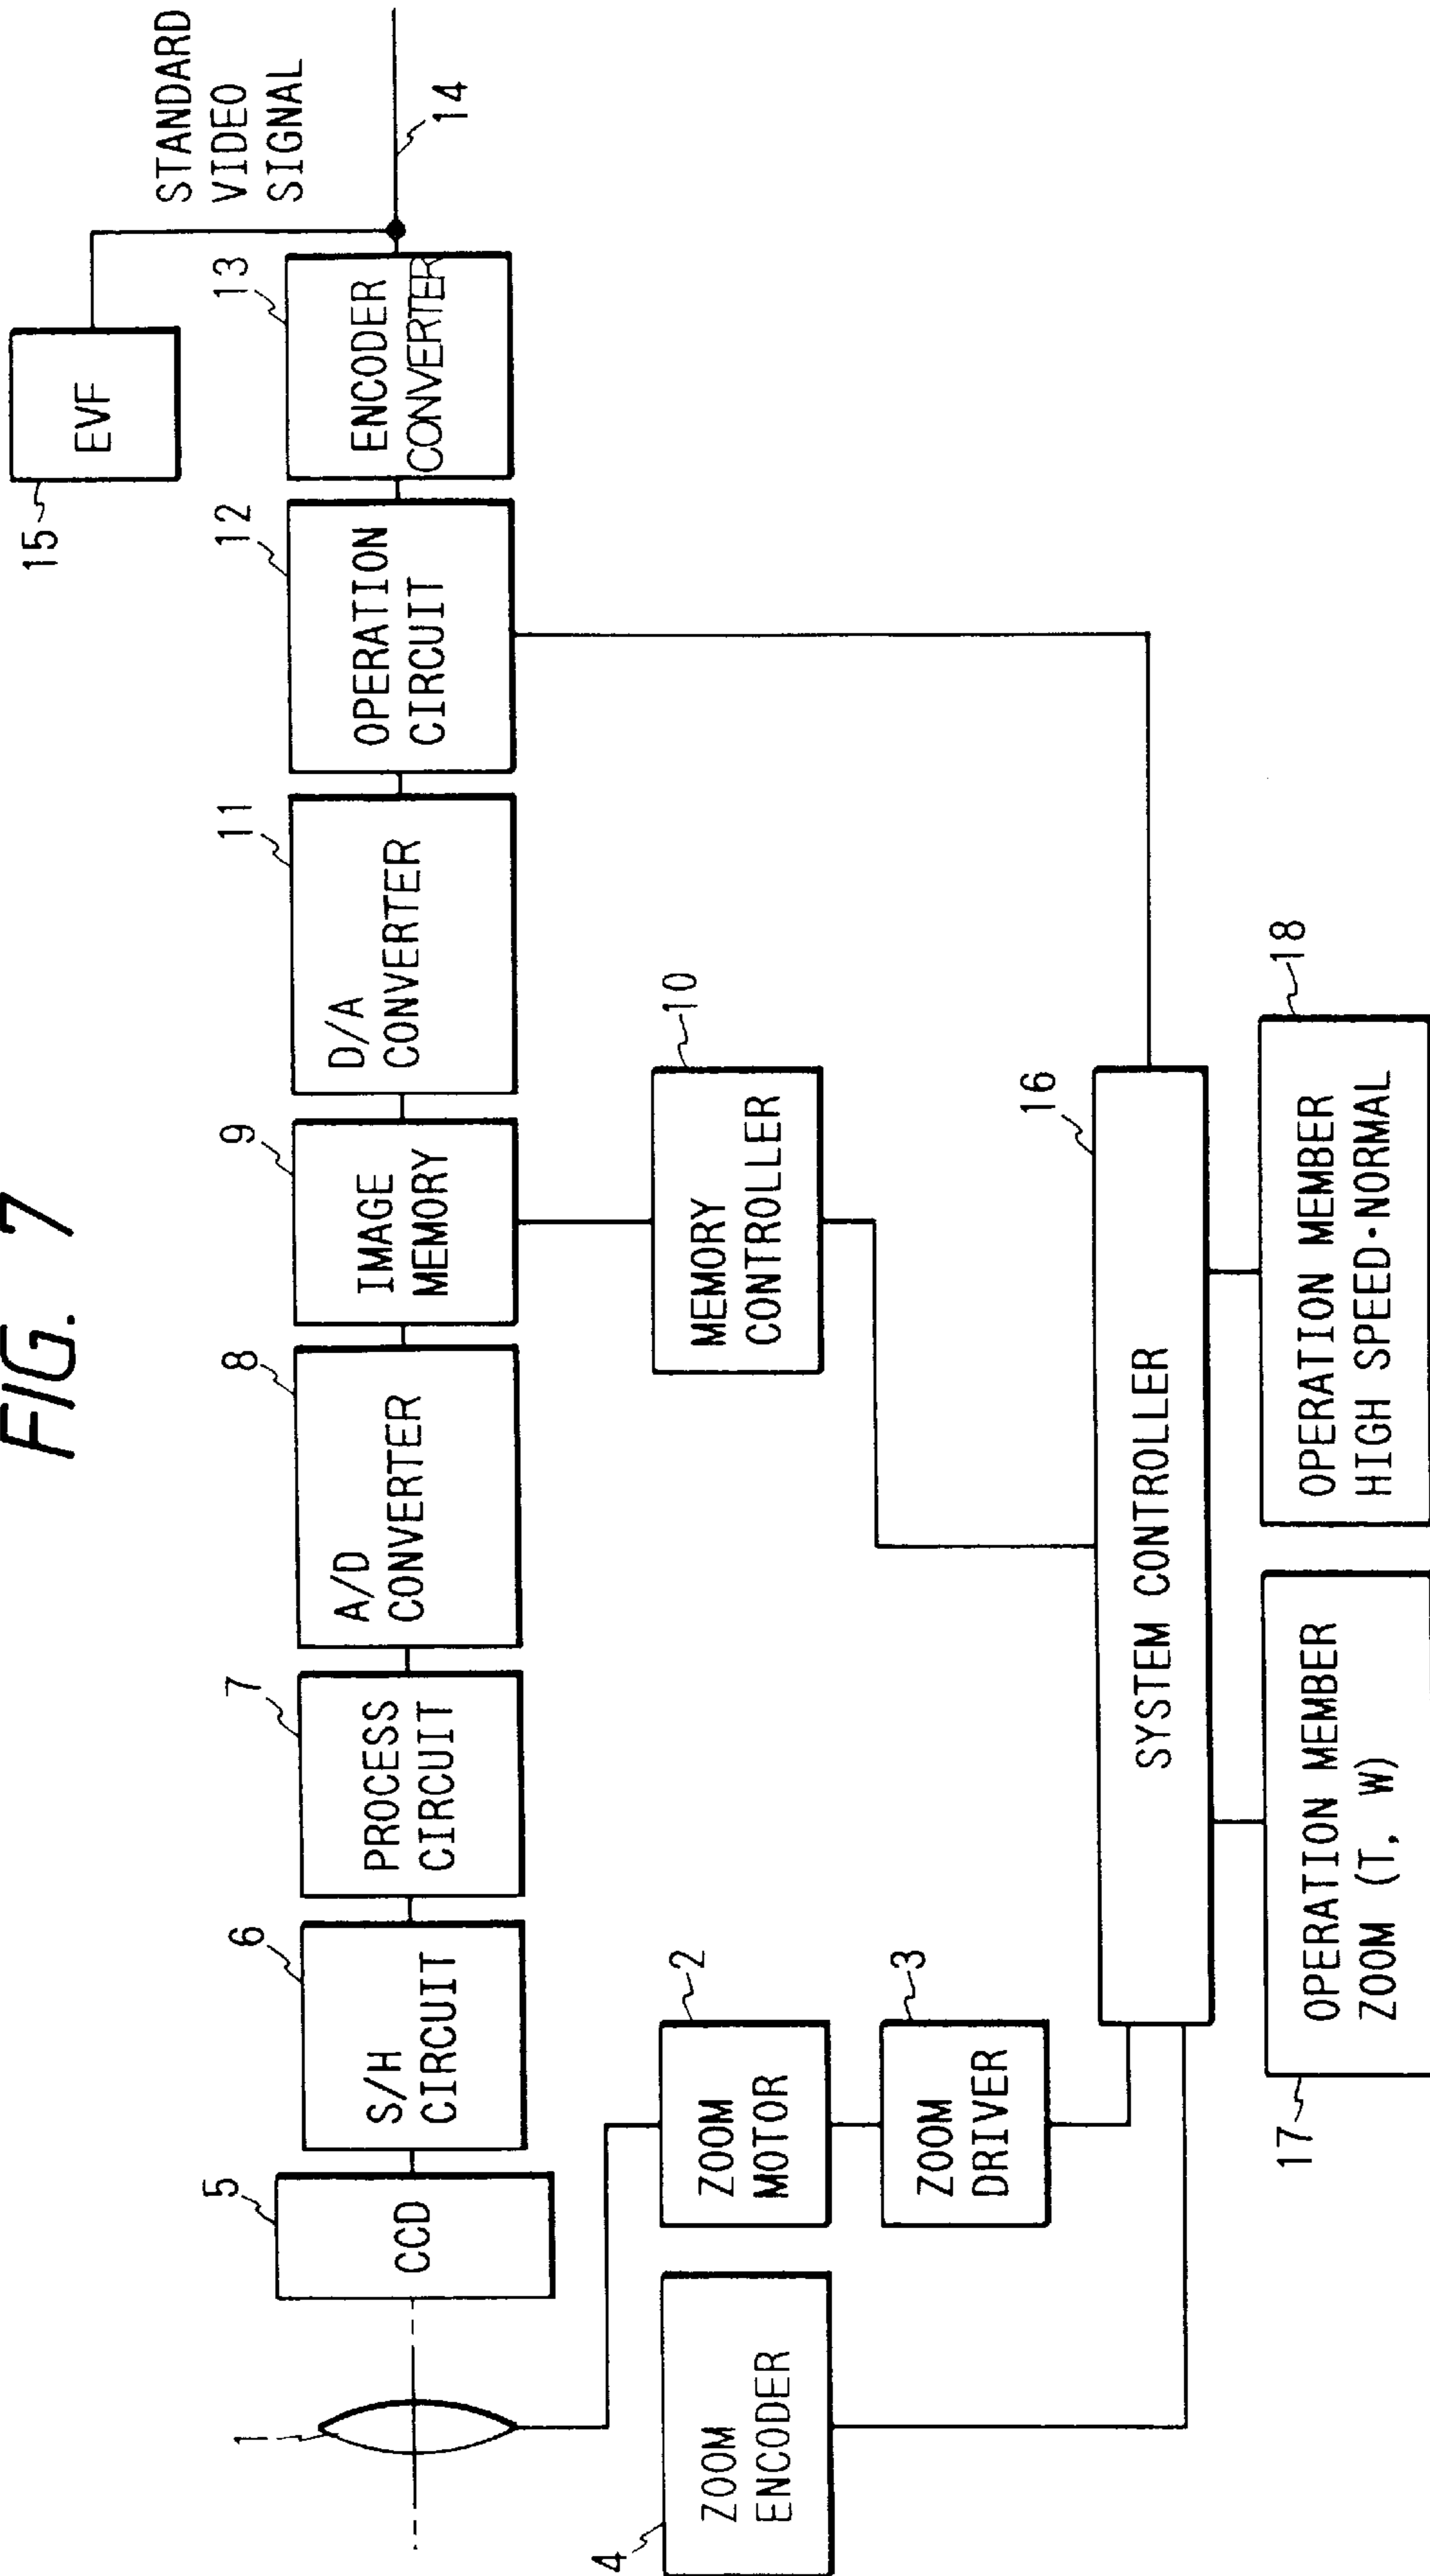 FIG. 7
15
EVF
STANDARD
VIDEO
SIGNAL
1
5
CCD
6
S/H
CIRCUIT
7
PROCESS
CIRCUIT
8
A/D
CONVERTER
9
IMAGE
MEMORY
11
D/A
CONVERTER
12
OPERATION
CIRCUIT
13
ENCODER
CONVERTER
14
4
ZOOM
ENCODER
2
ZOOM
MOTOR
3
ZOOM
DRIVER
10
MEMORY
CONTROLLER
16
SYSTEM CONTROLLER
17
OPERATION MEMBER
ZOOM (T, W)
18
OPERATION MEMBER
HIGH SPEED·NORMAL